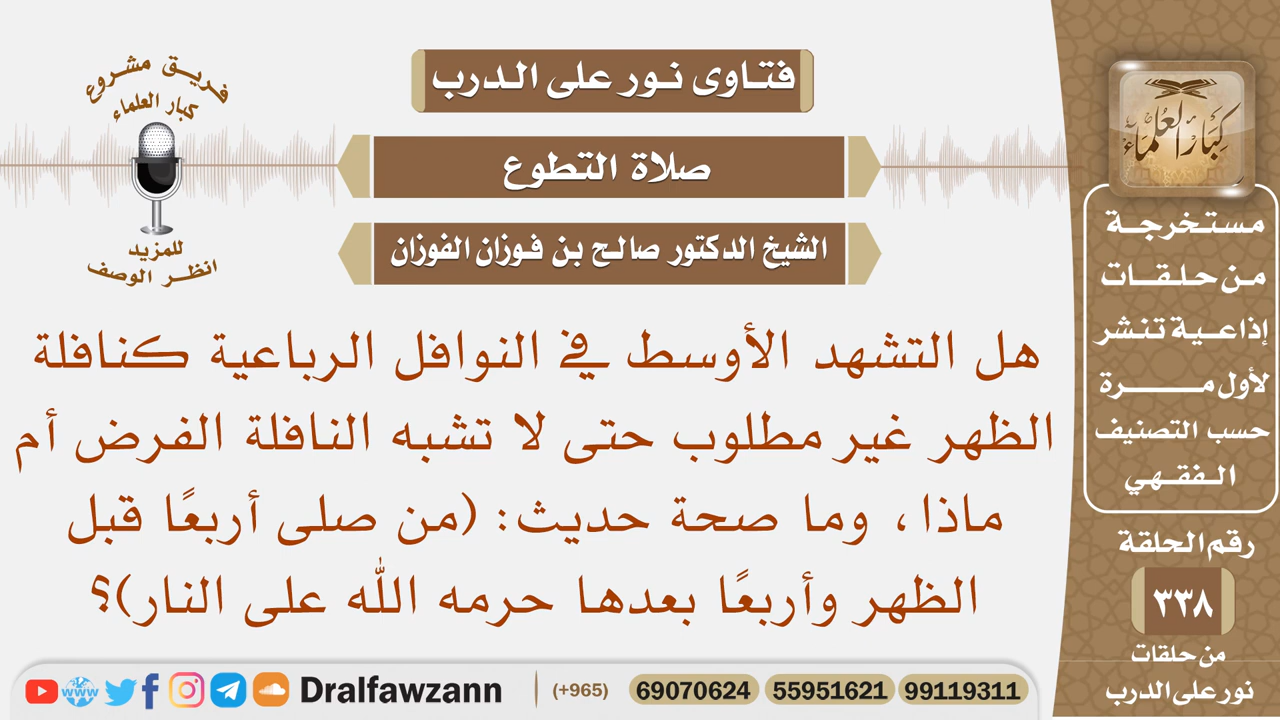 فتاوى نور على الدرب
صلاة التطوع
الشيخ الدكتور صالح بن فوزان الفوزان
فريق مشروع
كبار العلماء
للمزيد
انظر الوصف
هل التشهد الأوسط في النوافل الرباعية كنافلة
الظهر غير مطلوب حتى لا تشبه النافلة الفرض أم
ماذا، وما صحة حديث: (من صلى أربعًا قبل
الظهر وأربعًا بعدها حرمه الله على النار)؟
كبار العلماء
مستخرجة
من حلقات
إذاعية تنشر
لأول مرة
حسب التصنيف
الفقهي
رقم الحلقة
٣٣٨
من حلقات
نور على الدرب
www Dralfawzann (+965) 69070624 55951621 99119311